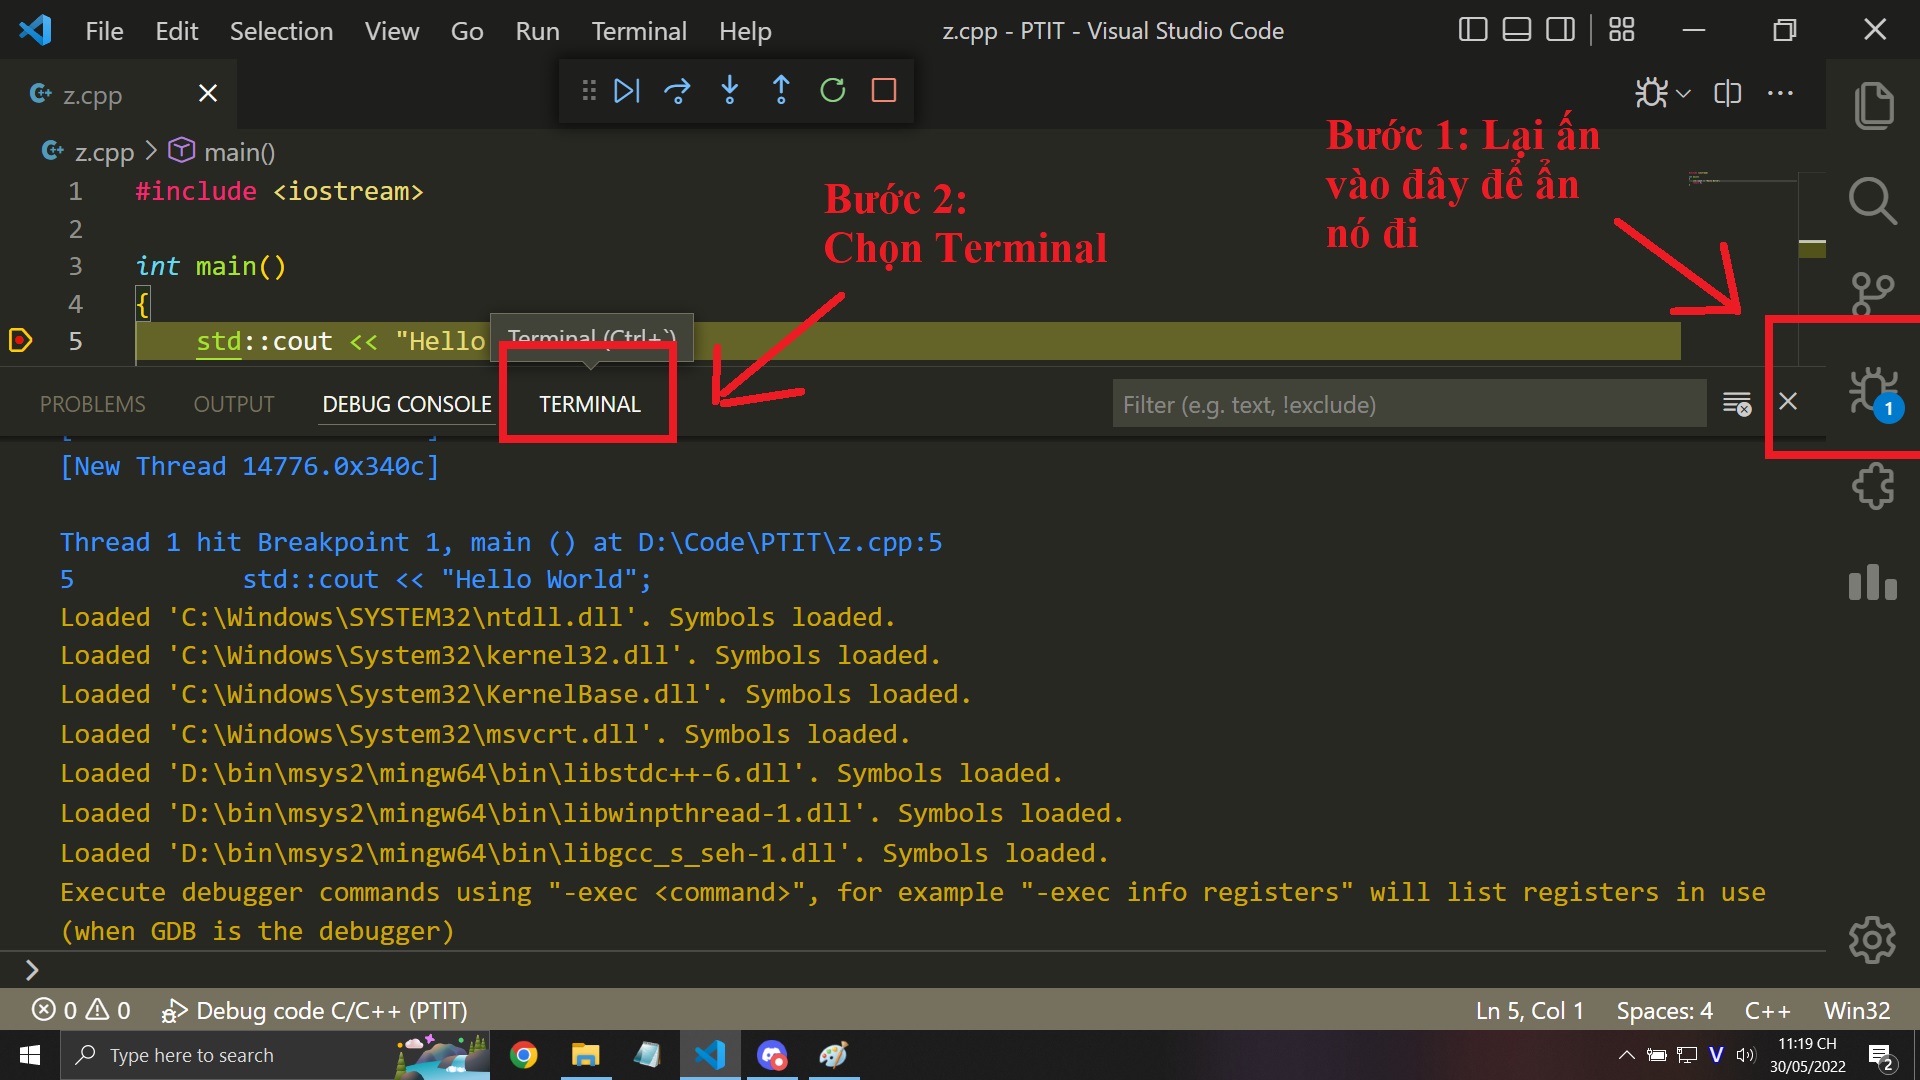 File Edit Selection View Go Run Terminal Help
z.cpp - PTIT - Visual Studio Code
z.cpp
z.cpp > main()
Bước 1: Lại ấn
vào đây để ẩn
nó đi
Bước 2:
Chọn Terminal
1 #include <iostream>
2
3 int main()
4 {
5 std::cout << "Hello
Terminal (Ctrl+`)
PROBLEMS OUTPUT DEBUG CONSOLE TERMINAL
Filter (e.g. text, !exclude)
1
[New Thread 14776.0x340c]
Thread 1 hit Breakpoint 1, main () at D:\Code\PTIT\z.cpp:5
5 std::cout << "Hello World";
Loaded 'C:\Windows\SYSTEM32\ntdll.dll'. Symbols loaded.
Loaded 'C:\Windows\System32\kernel32.dll'. Symbols loaded.
Loaded 'C:\Windows\System32\KernelBase.dll'. Symbols loaded.
Loaded 'C:\Windows\System32\msvcrt.dll'. Symbols loaded.
Loaded 'D:\bin\msys2\mingw64\bin\libstdc++-6.dll'. Symbols loaded.
Loaded 'D:\bin\msys2\mingw64\bin\libwinpthread-1.dll'. Symbols loaded.
Loaded 'D:\bin\msys2\mingw64\bin\libgcc_s_seh-1.dll'. Symbols loaded.
Execute debugger commands using "-exec <command>", for example "-exec info registers" will list registers in use
(when GDB is the debugger)
>
0 0 Debug code C/C++ (PTIT)
Ln 5, Col 1 Spaces: 4 C++ Win32
Type here to search
V
11:19 CH
30/05/2022
2